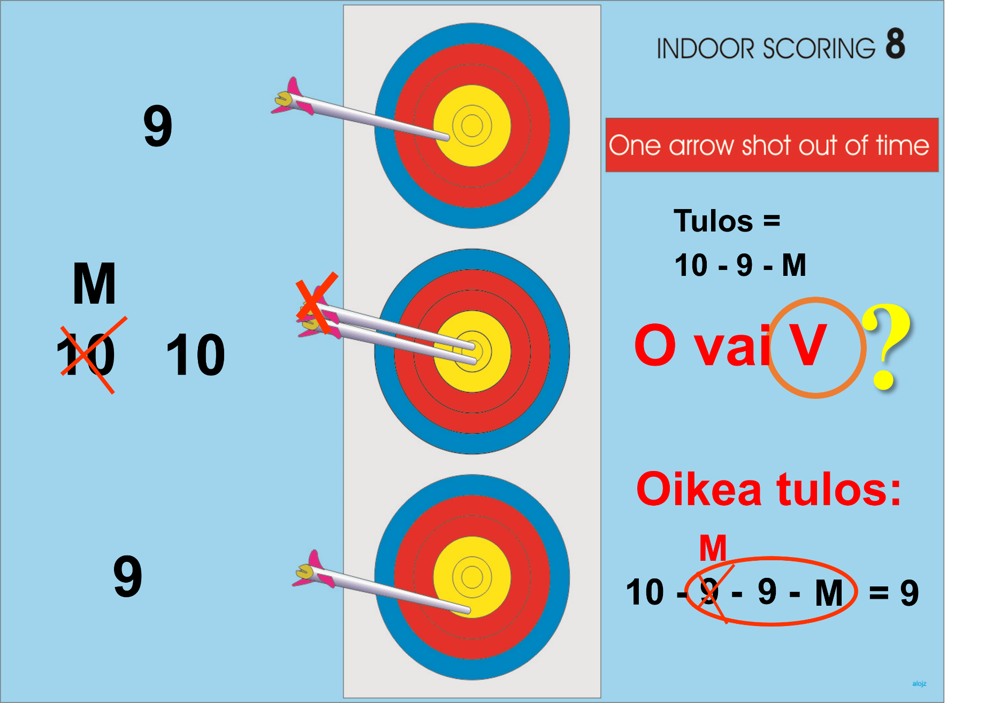 INDOOR SCORING 8
One arrow shot out of time
9
Tulos =
10 - 9 - M
M
10 10
O vai V ?
Oikea tulos:
M
10 - 9 - 9 - M = 9
9
alojz